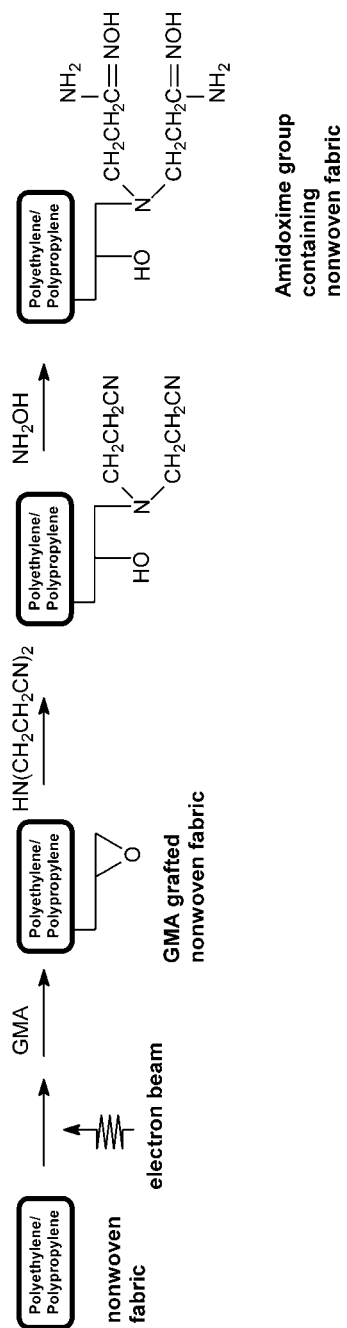 Polyethylene/
Polypropylene
nonwoven
fabric
electron beam
GMA
Polyethylene/
Polypropylene
O
GMA grafted
nonwoven fabric
HN(CH2CH2CN)2
Polyethylene/
Polypropylene
HO
N
CH2CH2CN
CH2CH2CN
NH2OH
Polyethylene/
Polypropylene
HO
N
NH2
CH2CH2C=NOH
CH2CH2C=NOH
NH2
Amidoxime group
containing
nonwoven fabric